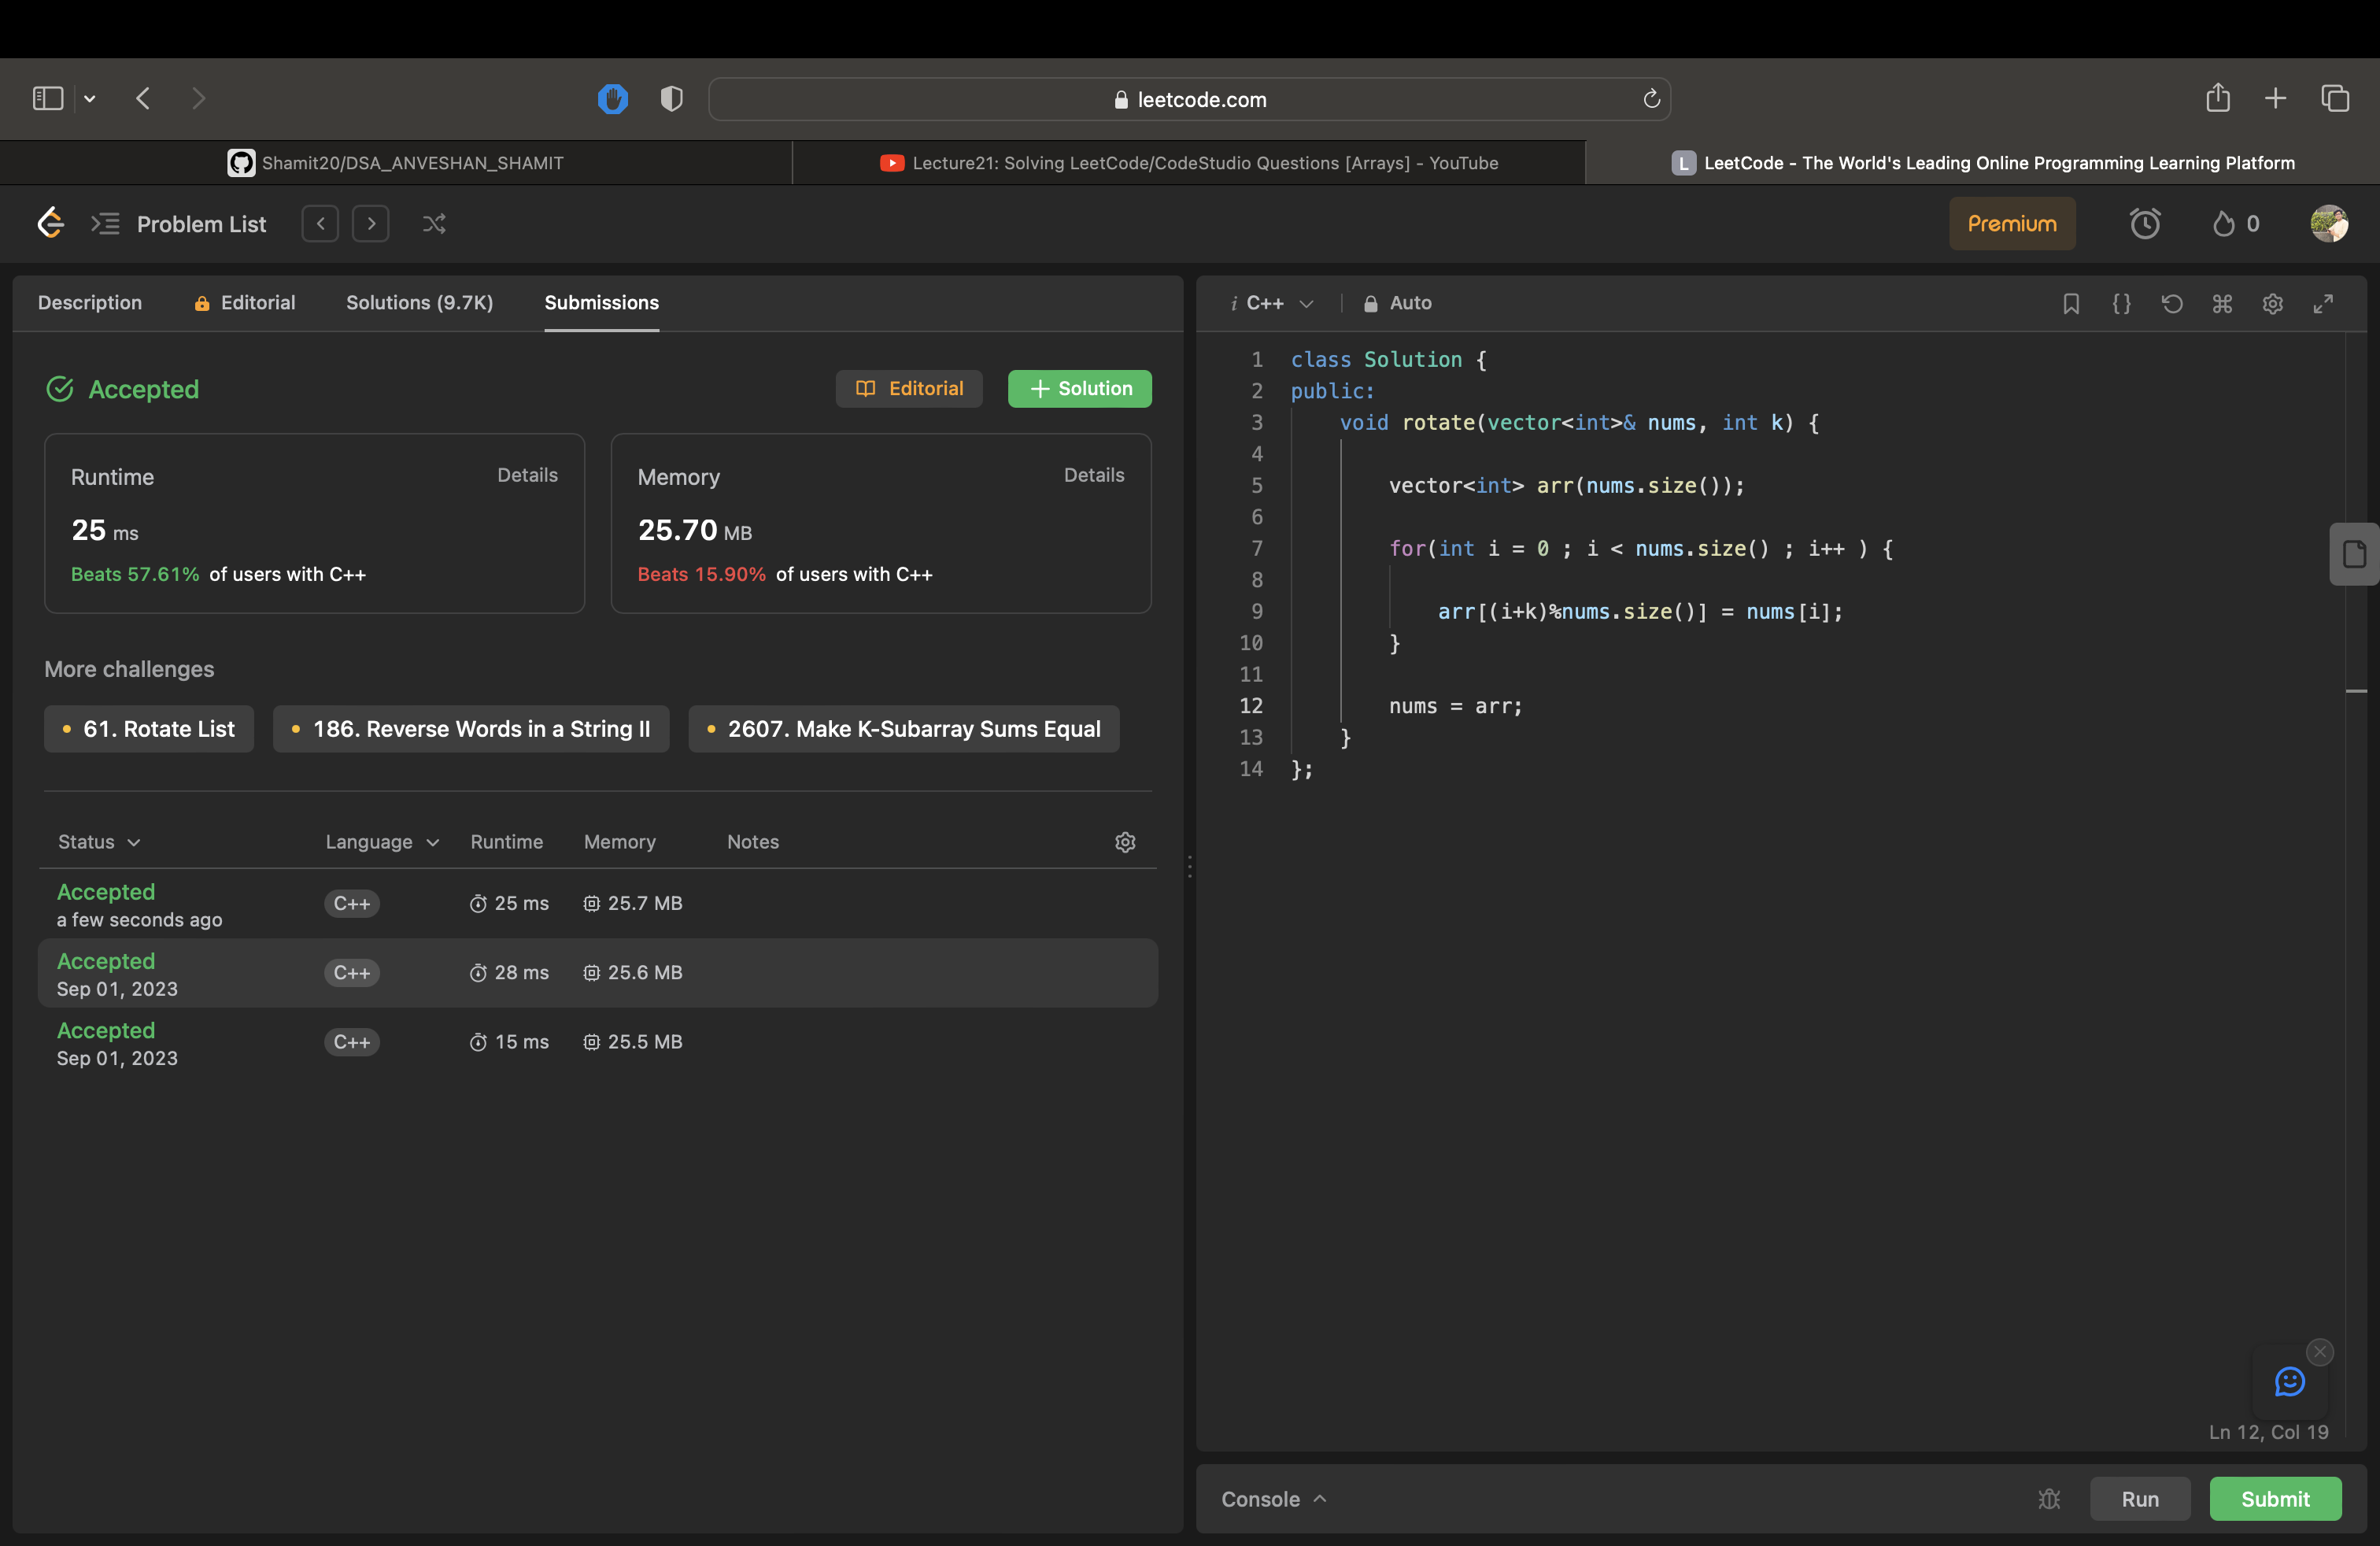 leetcode.com
Shamit20/DSA_ANVESHAN_SHAMIT
Lecture21: Solving LeetCode/CodeStudio Questions [Arrays] - YouTube
L LeetCode - The World's Leading Online Programming Learning Platform
Problem List
Premium
0
Description
Editorial
Solutions (9.7K)
Submissions
Accepted
Editorial
+ Solution
Runtime
Details
25 ms
Beats 57.61% of users with C++
Memory
Details
25.70 MB
Beats 15.90% of users with C++
More challenges
• 61. Rotate List
• 186. Reverse Words in a String II
• 2607. Make K-Subarray Sums Equal
Status Language Runtime Memory Notes
Accepted
a few seconds ago
C++ 25 ms 25.7 MB
Accepted
Sep 01, 2023
C++ 28 ms 25.6 MB
Accepted
Sep 01, 2023
C++ 15 ms 25.5 MB
i C++ Auto
{}
1 class Solution {
2 public:
3 void rotate(vector<int>& nums, int k) {
4
5 vector<int> arr(nums.size());
6
7 for(int i = 0 ; i < nums.size() ; i++ ) {
8
9 arr[(i+k)%nums.size()] = nums[i];
10 }
11
12 nums = arr;
13 }
14 };
Ln 12, Col 19
Console
Run
Submit